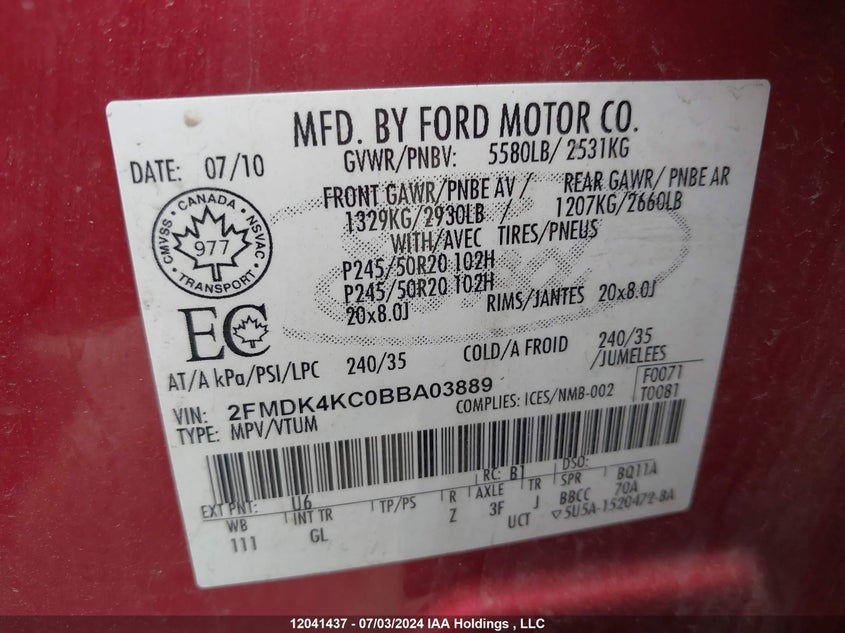 MFD. BY FORD MOTOR CO.
DATE: 07/10
GVWR/PNBV: 5580LB/ 2531KG
FRONT GAWR/PNBE AV / REAR GAWR/ PNBE AR
1329KG/2930LB / 1207KG/2660LB
WITH/AVEC TIRES/PNEUS
P245/50R20 102H
P245/50R20 102H
20x8.0J RIMS/JANTES 20x8.0J
CMVSS · CANADA · NSVAC · TRANSPORT ·
977
EC
AT/A kPa/PSI/LPC 240/35 COLD/A FROID 240/35
/JUMELEES
VIN: 2FMDK4KC0BBA03889
COMPLIES: ICES/NMB-002
F0071
T0081
TYPE: MPV/VTUM
RC: B1 DSO:
EXT PNT: U6
WB INT TR TP/PS R AXLE TR SPR BQ11A
111 GL Z 3F J BBCC 70A
UCT ▽5U5A-1520472-BA
12041437 - 07/03/2024 IAA Holdings , LLC